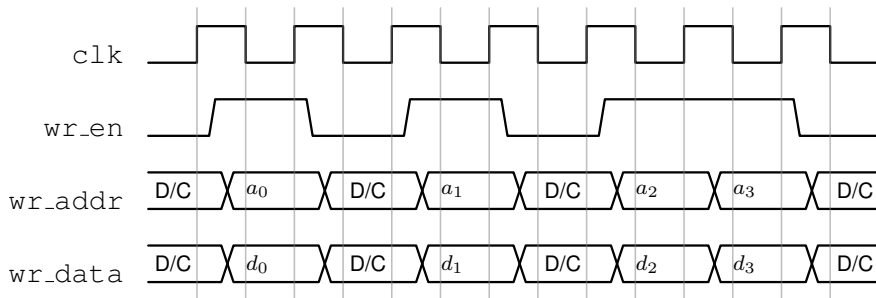 clk
wr_en
wr_addr D/C a₀ D/C a₁ D/C a₂ a₃ D/C
wr_data D/C d₀ D/C d₁ D/C d₂ d₃ D/C